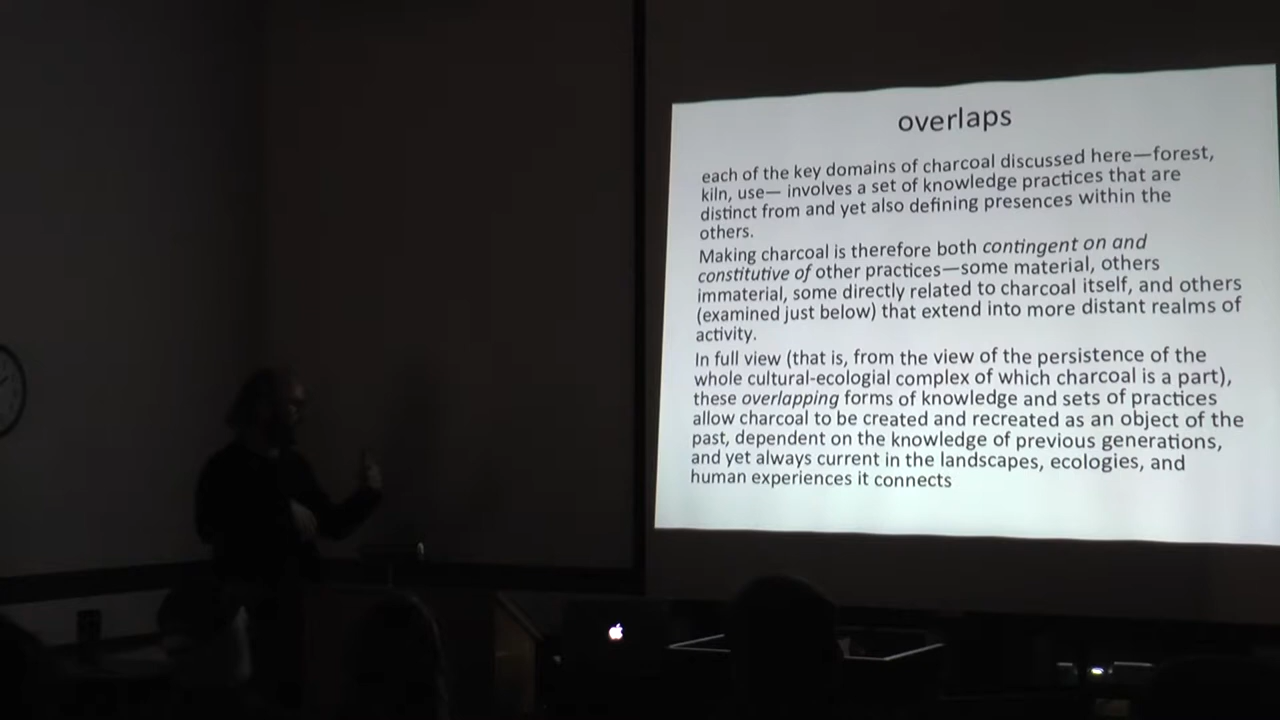 overlaps
each of the key domains of charcoal discussed here—forest,
kiln, use— involves a set of knowledge practices that are
distinct from and yet also defining presences within the
others.
Making charcoal is therefore both contingent on and
constitutive of other practices—some material, others
immaterial, some directly related to charcoal itself, and others
(examined just below) that extend into more distant realms of
activity.
In full view (that is, from the view of the persistence of the
whole cultural-ecologial complex of which charcoal is a part),
these overlapping forms of knowledge and sets of practices
allow charcoal to be created and recreated as an object of the
past, dependent on the knowledge of previous generations,
and yet always current in the landscapes, ecologies, and
human experiences it connects